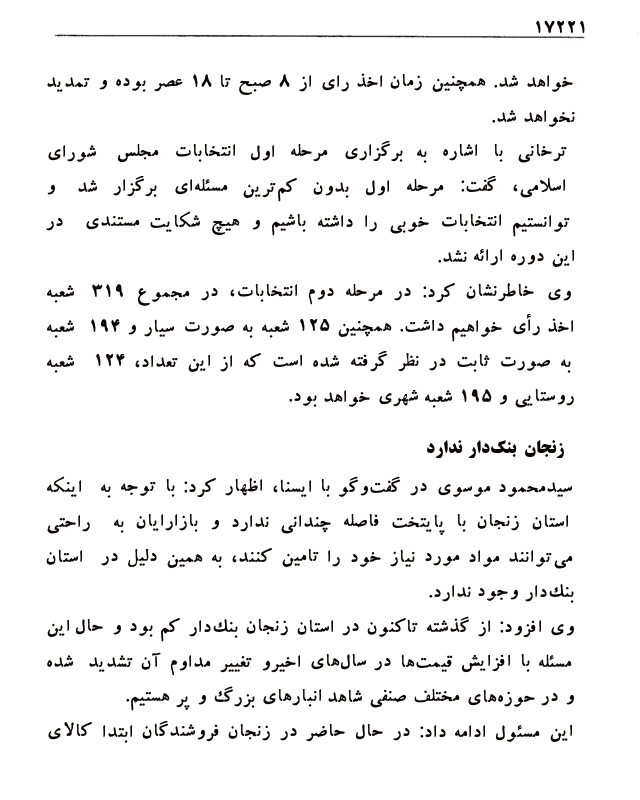 ۱۷۲۲۱
خواهد شد. همچنین زمان اخذ رای از ۸ صبح تا ۱۸ عصر بوده و تمدید
نخواهد شد.
ترخانی با اشاره به برگزاری مرحله اول انتخابات مجلس شورای
اسلامی، گفت: مرحله اول بدون کم‌ترین مسئله‌ای برگزار شد و
توانستیم انتخابات خوبی را داشته باشیم و هیچ شکایت مستندی در
این دوره ارائه نشد.
وی خاطرنشان کرد: در مرحله دوم انتخابات، در مجموع ۳۱۹ شعبه
اخذ رأی خواهیم داشت. همچنین ۱۲۵ شعبه به صورت سیار و ۱۹۴ شعبه
به صورت ثابت در نظر گرفته شده است که از این تعداد، ۱۲۴ شعبه
روستایی و ۱۹۵ شعبه شهری خواهد بود.
زنجان بنک‌دار ندارد
سیدمحمود موسوی در گفت‌وگو با ایسنا، اظهار کرد: با توجه به اینکه
استان زنجان با پایتخت فاصله چندانی ندارد و بازارایان به راحتی
می‌توانند مواد مورد نیاز خود را تامین کنند، به همین دلیل در استان
بنک‌دار وجود ندارد.
وی افزود: از گذشته تاکنون در استان زنجان بنک‌دار کم بود و حال این
مسئله با افزایش قیمت‌ها در سال‌های اخیرو تغییر مداوم آن تشدید شده
و در حوزه‌های مختلف صنفی شاهد انبارهای بزرگ و پر هستیم.
این مسئول ادامه داد: در حال حاضر در زنجان فروشندگان ابتدا کالای